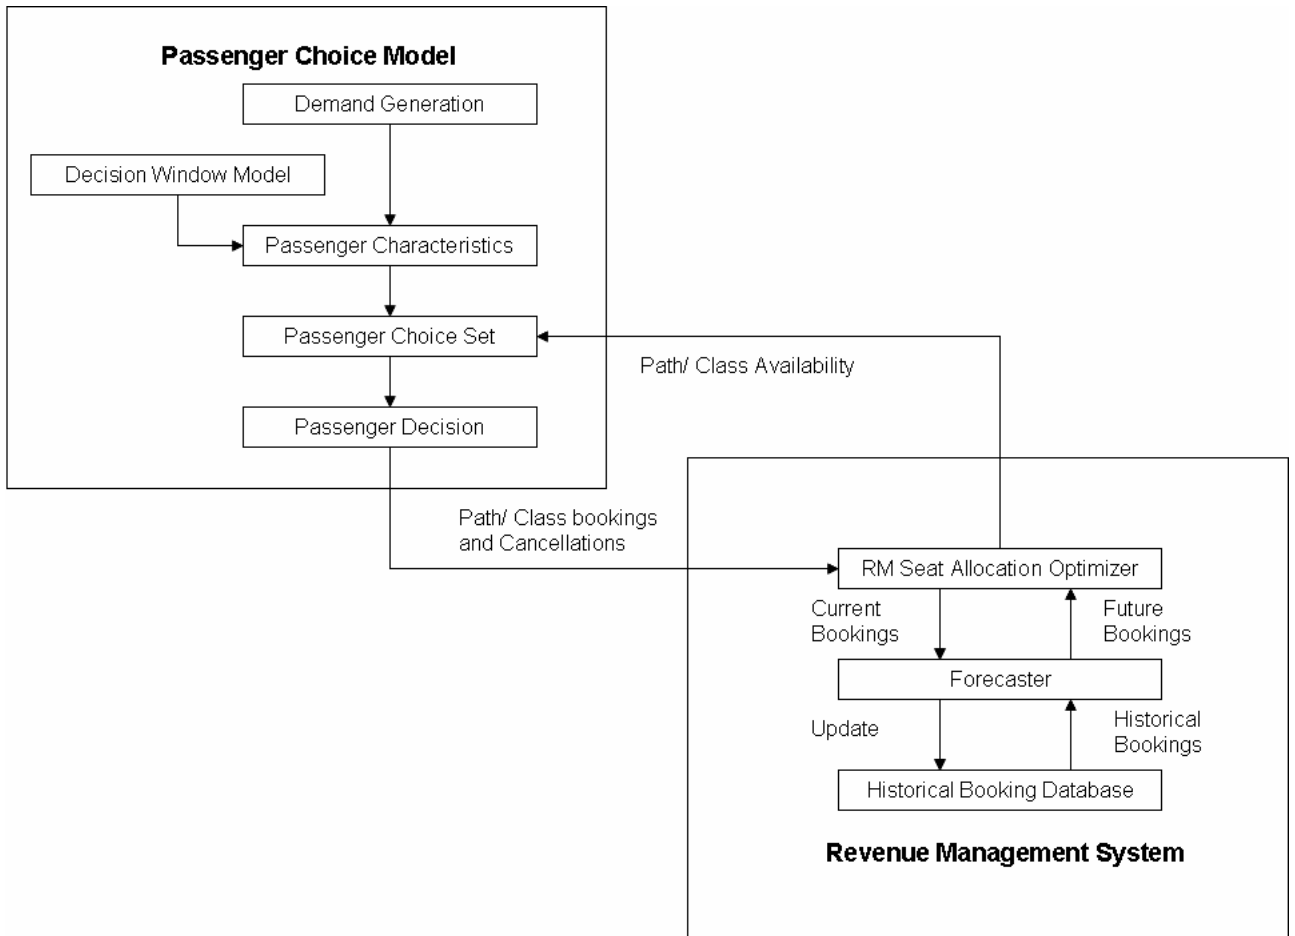 Passenger Choice Model
Demand Generation
Decision Window Model
Passenger Characteristics
Passenger Choice Set
Path/ Class Availability
Passenger Decision
Path/ Class bookings
and Cancellations
RM Seat Allocation Optimizer
Current
Bookings
Future
Bookings
Forecaster
Update
Historical
Bookings
Historical Booking Database
Revenue Management System